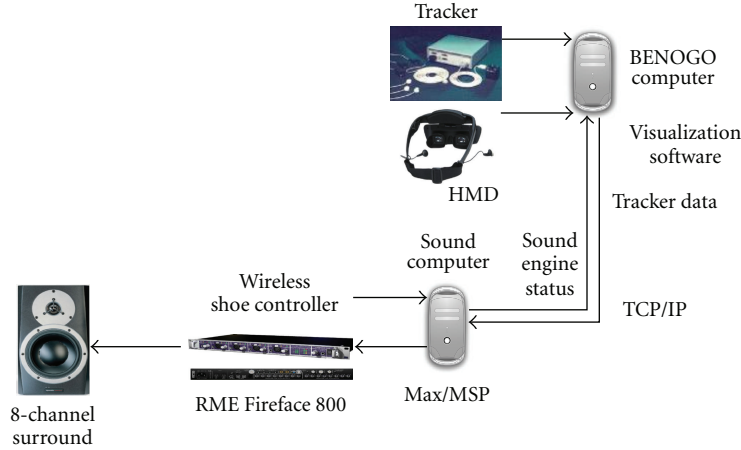 Tracker
BENOGO
computer
Visualization
software
HMD
Tracker data
Sound
computer
Sound
engine
status
Wireless
shoe controller
TCP/IP
RME Fireface 800
Max/MSP
8-channel
surround